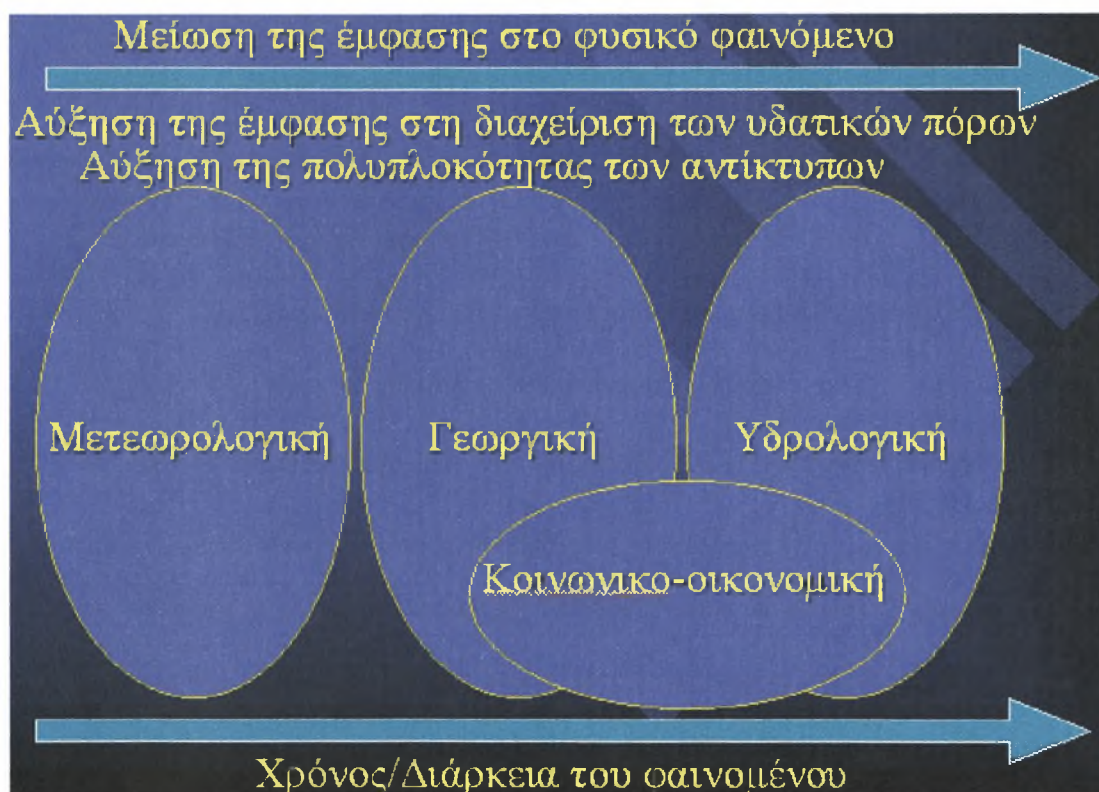 Μείωση της έμφασης στο φυσικό φαινόμενο
Αύξηση της έμφασης στη διαχείριση των υδατικών πόρων
Αύξηση της πολυπλοκότητας των αντίκτυπων
Μετεωρολογική
Γεωργική
Υδρολογική
Κοινωνικο-οικονομική
Χρόνος/Διάρκεια του φαινομένου